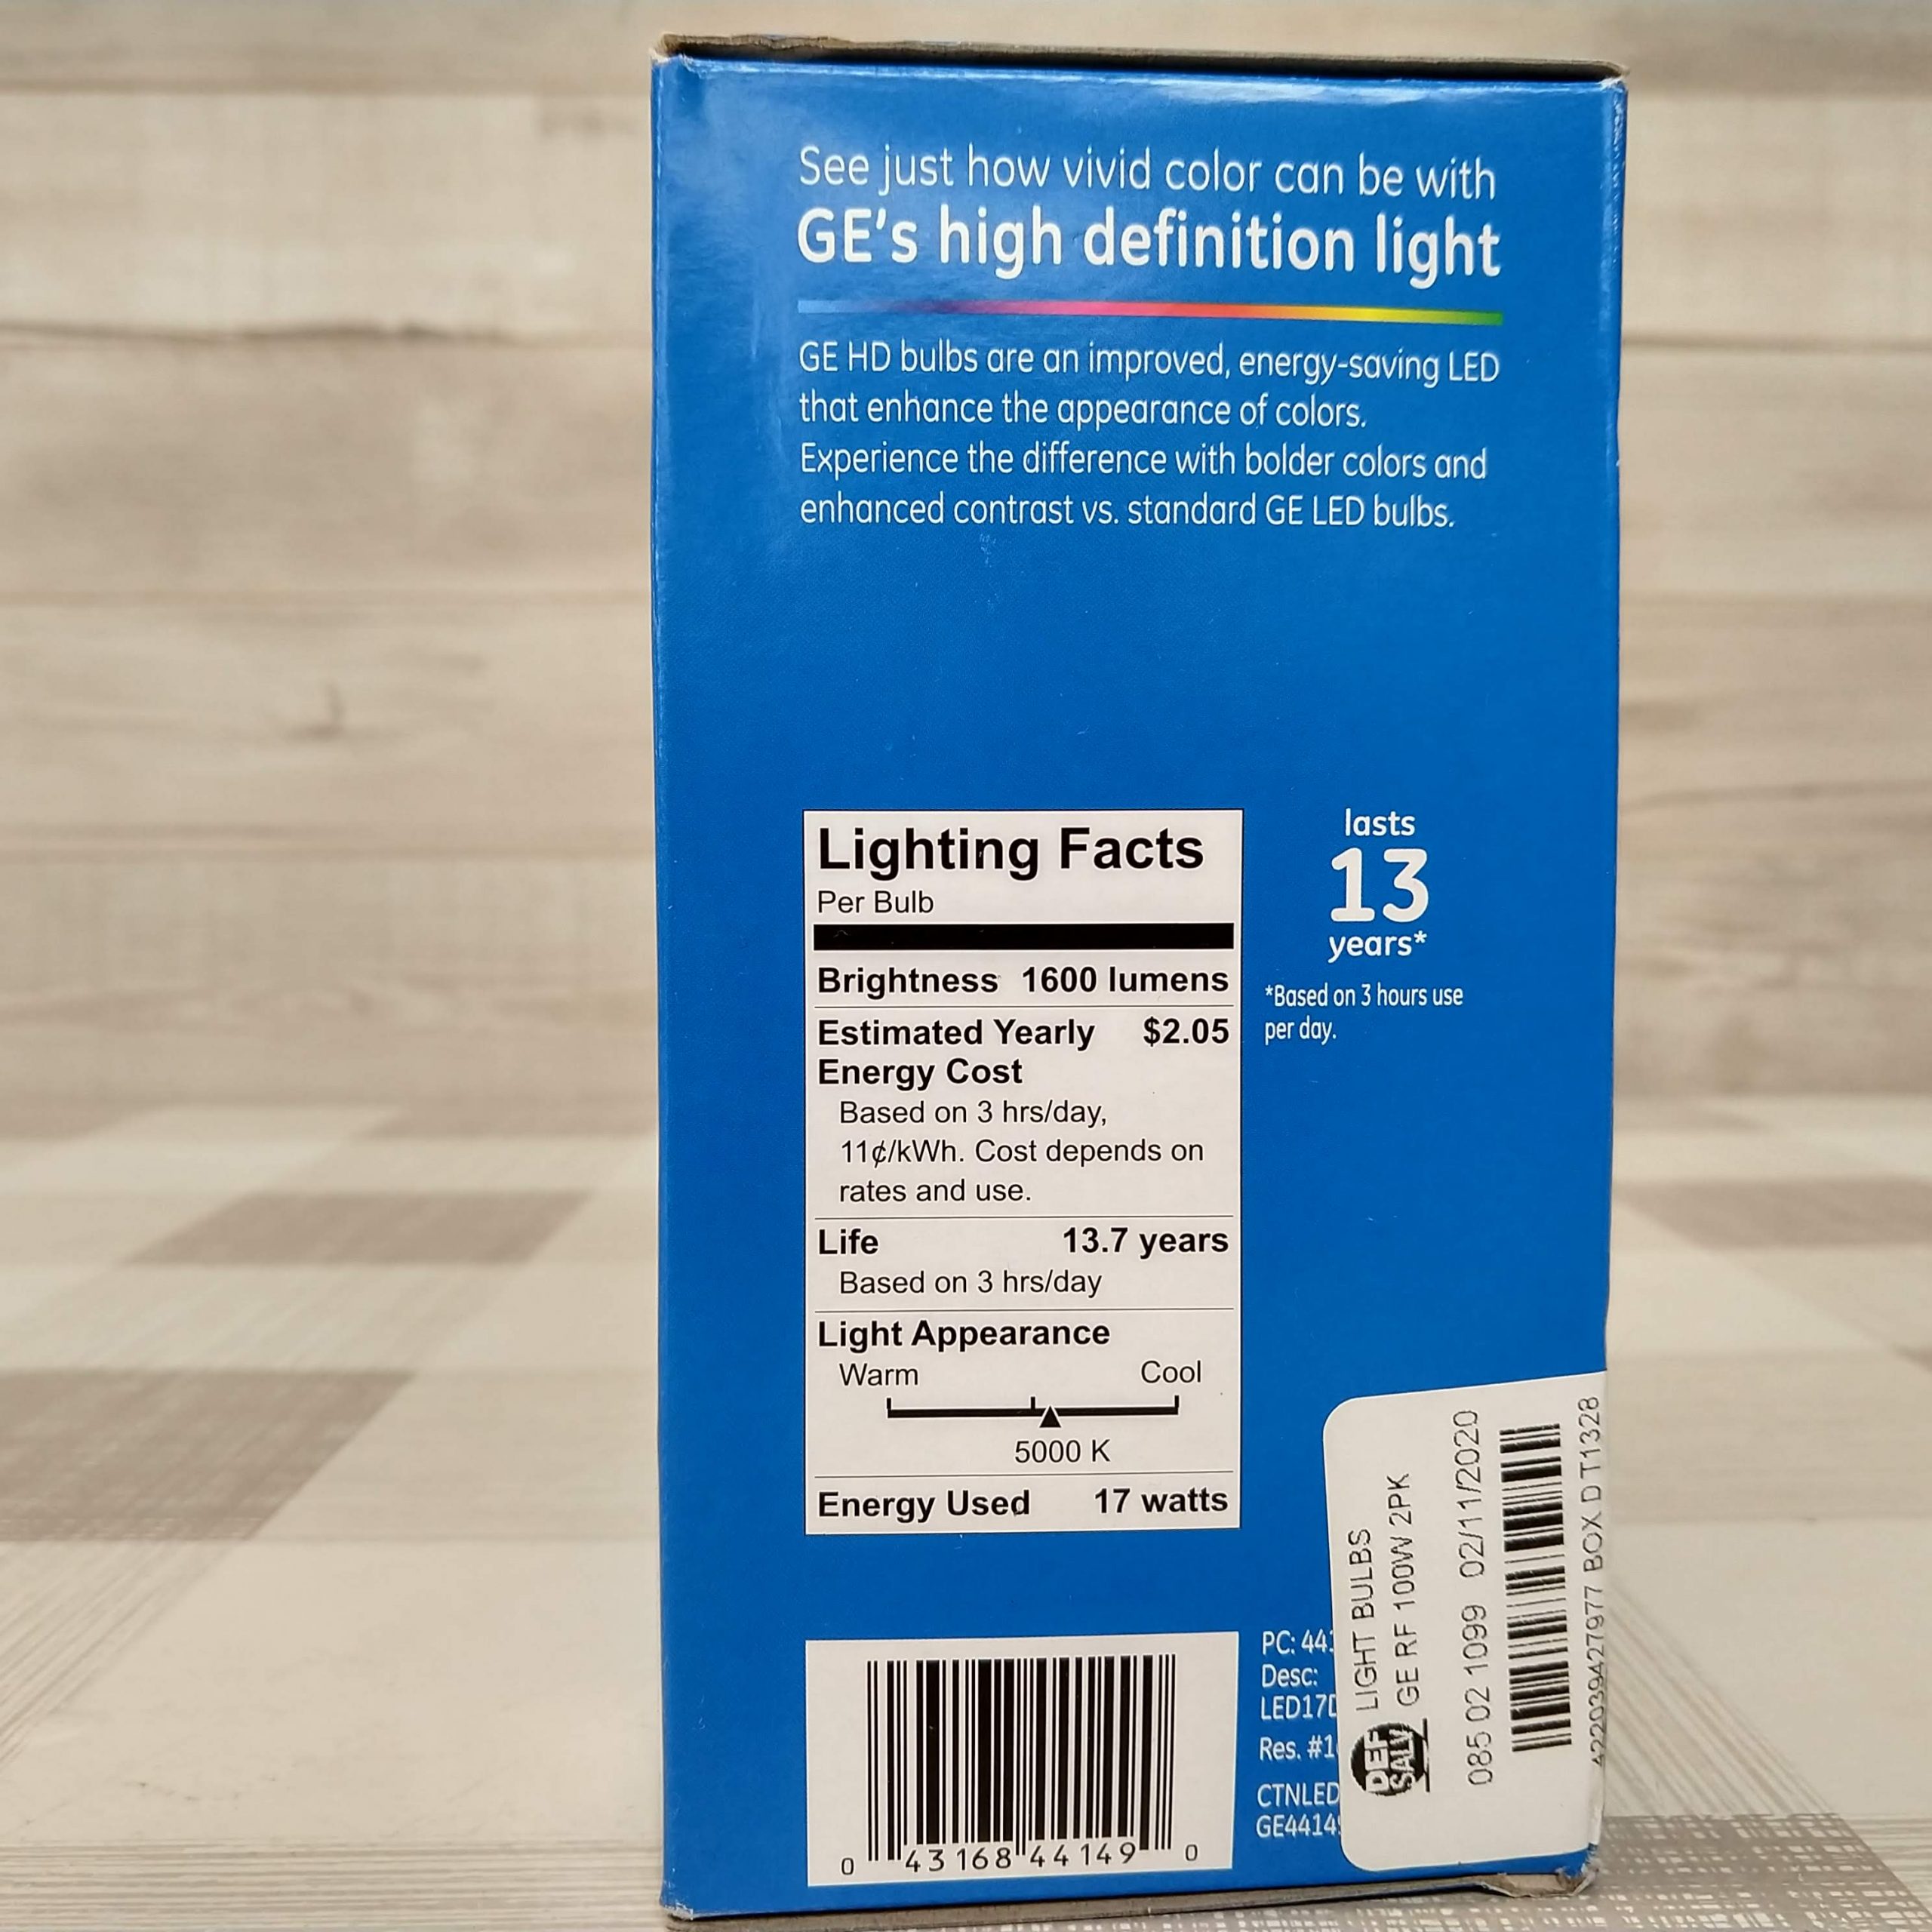 See just how vivid color can be with
GE's high definition light
GE HD bulbs are an improved, energy-saving LED
that enhance the appearance of colors.
Experience the difference with bolder colors and
enhanced contrast vs. standard GE LED bulbs.
Lighting Facts
Per Bulb
Brightness 1600 lumens
Estimated Yearly $2.05
Energy Cost
Based on 3 hrs/day,
11¢/kWh. Cost depends on
rates and use.
Life 13.7 years
Based on 3 hrs/day
Light Appearance
Warm Cool
5000 K
Energy Used 17 watts
lasts
13
years*
*Based on 3 hours use
per day.
0 43168 44149 0
PC:
Desc:
Res.
CTNLED
DEF
SALV
LIGHT BULBS
GE RF 100W 2PK
085 02 1099 02/11/2020
422039427977 BOX D T1328